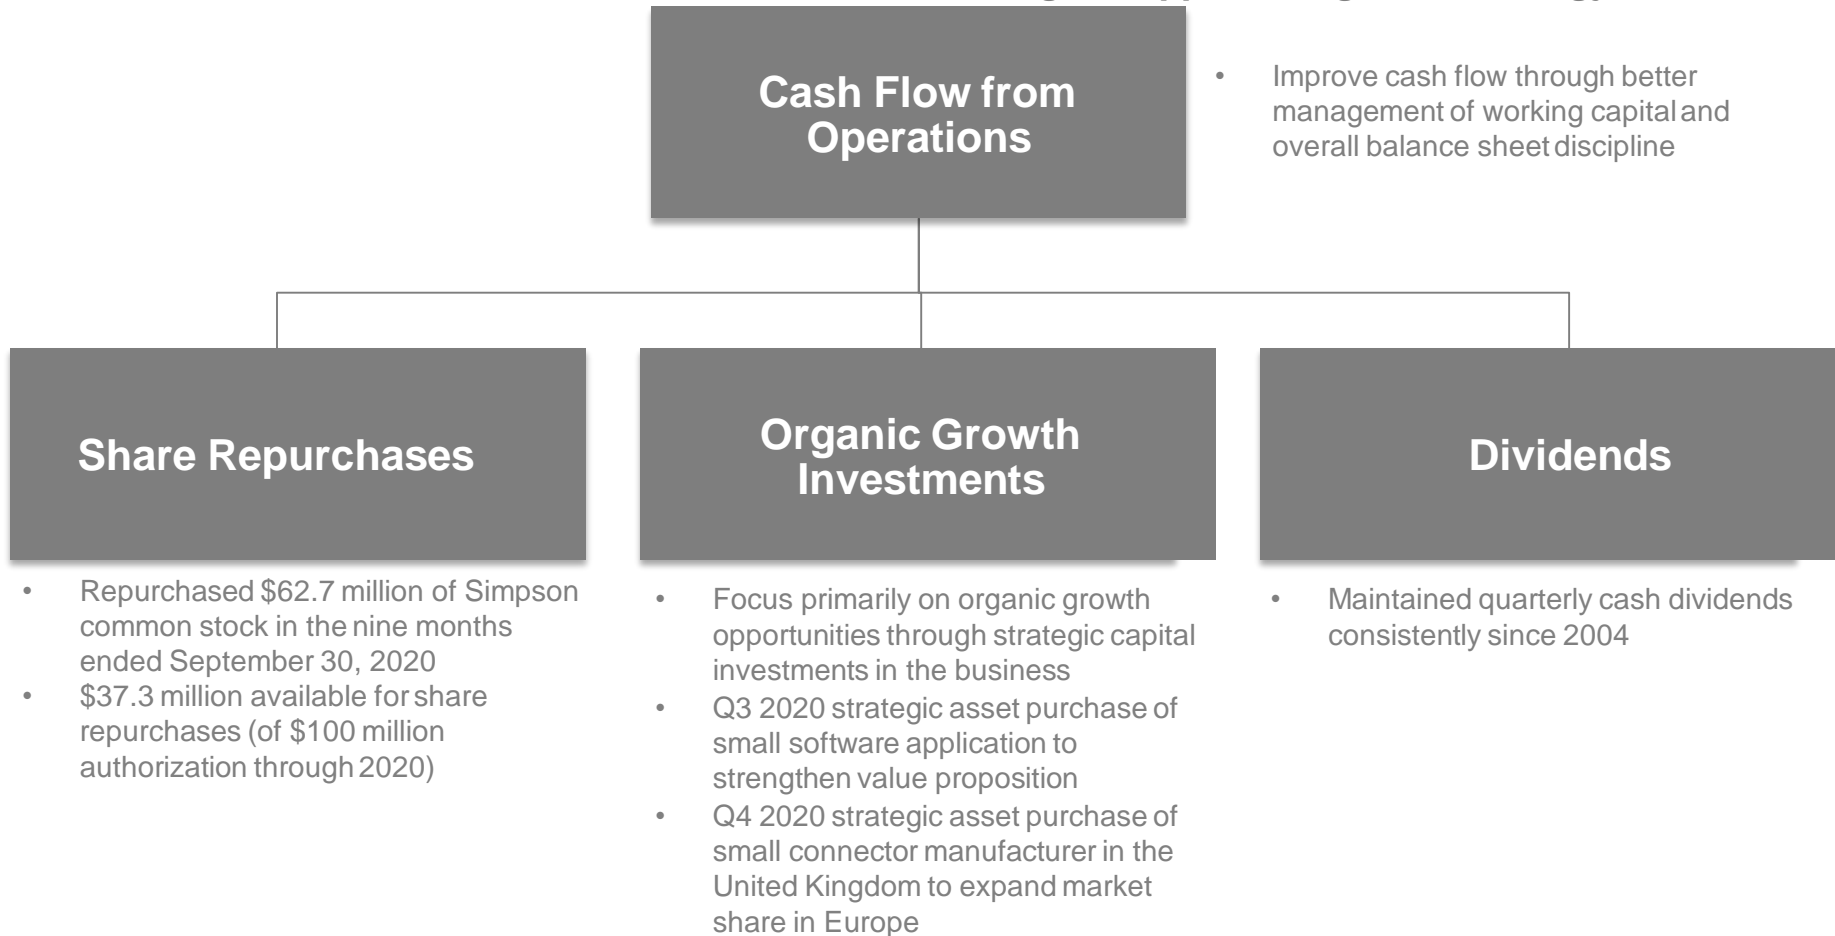 Cash Flow from
Operations
• Improve cash flow through better
management of working capital and
overall balance sheet discipline
Share Repurchases
Organic Growth
Investments
Dividends
• Repurchased $62.7 million of Simpson
common stock in the nine months
ended September 30, 2020
• $37.3 million available for share
repurchases (of $100 million
authorization through 2020)
• Focus primarily on organic growth
opportunities through strategic capital
investments in the business
• Q3 2020 strategic asset purchase of
small software application to
strengthen value proposition
• Q4 2020 strategic asset purchase of
small connector manufacturer in the
United Kingdom to expand market
share in Europe
• Maintained quarterly cash dividends
consistently since 2004